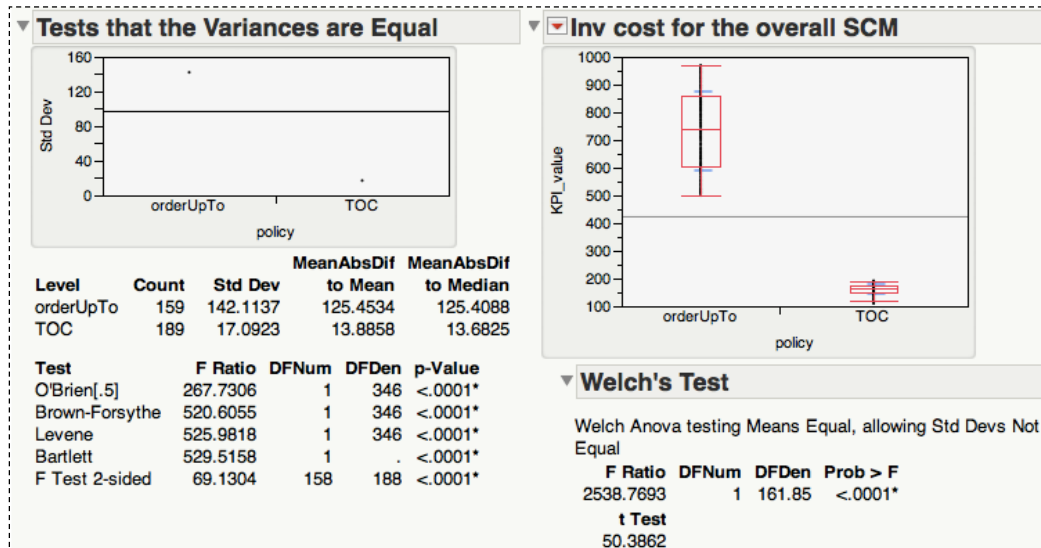 Tests that the Variances are Equal
160
120
80
40
0
Std Dev
orderUpTo TOC
policy
MeanAbsDif MeanAbsDif
Level Count Std Dev to Mean to Median
orderUpTo 159 142.1137 125.4534 125.4088
TOC 189 17.0923 13.8858 13.6825
Test F Ratio DFNum DFDen p-Value
O'Brien[.5] 267.7306 1 346 <.0001*
Brown-Forsythe 520.6055 1 346 <.0001*
Levene 525.9818 1 346 <.0001*
Bartlett 529.5158 1 . <.0001*
F Test 2-sided 69.1304 158 188 <.0001*
Inv cost for the overall SCM
1000
900
800
700
600
500
400
300
200
100
KPI_value
orderUpTo TOC
policy
Welch's Test
Welch Anova testing Means Equal, allowing Std Devs Not
Equal
F Ratio DFNum DFDen Prob > F
2538.7693 1 161.85 <.0001*
t Test
50.3862